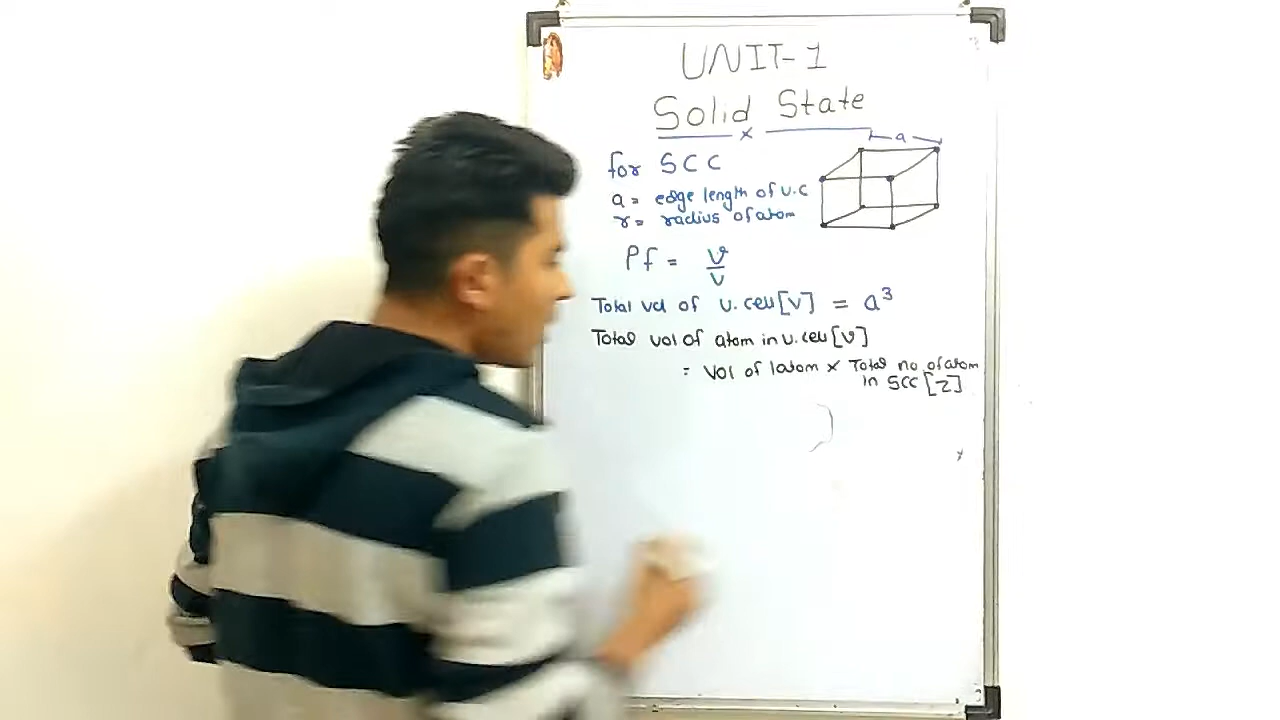 UNIT-1
Solid State
x
a
for SCC
a = edge length of u.c
r = radius of atom
Pf = v/V
Total vol of u.cell [V] = a³
Total vol of atom in u.cell [v]
= Vol of 1atom × Total no of atom
in SCC [Z]